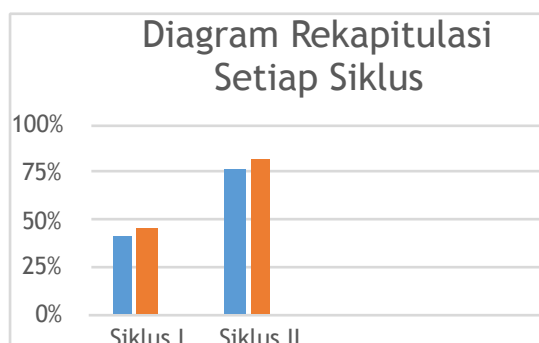 Diagram Rekapitulasi
Setiap Siklus
100%
75%
50%
25%
0%
Siklus I Siklus II